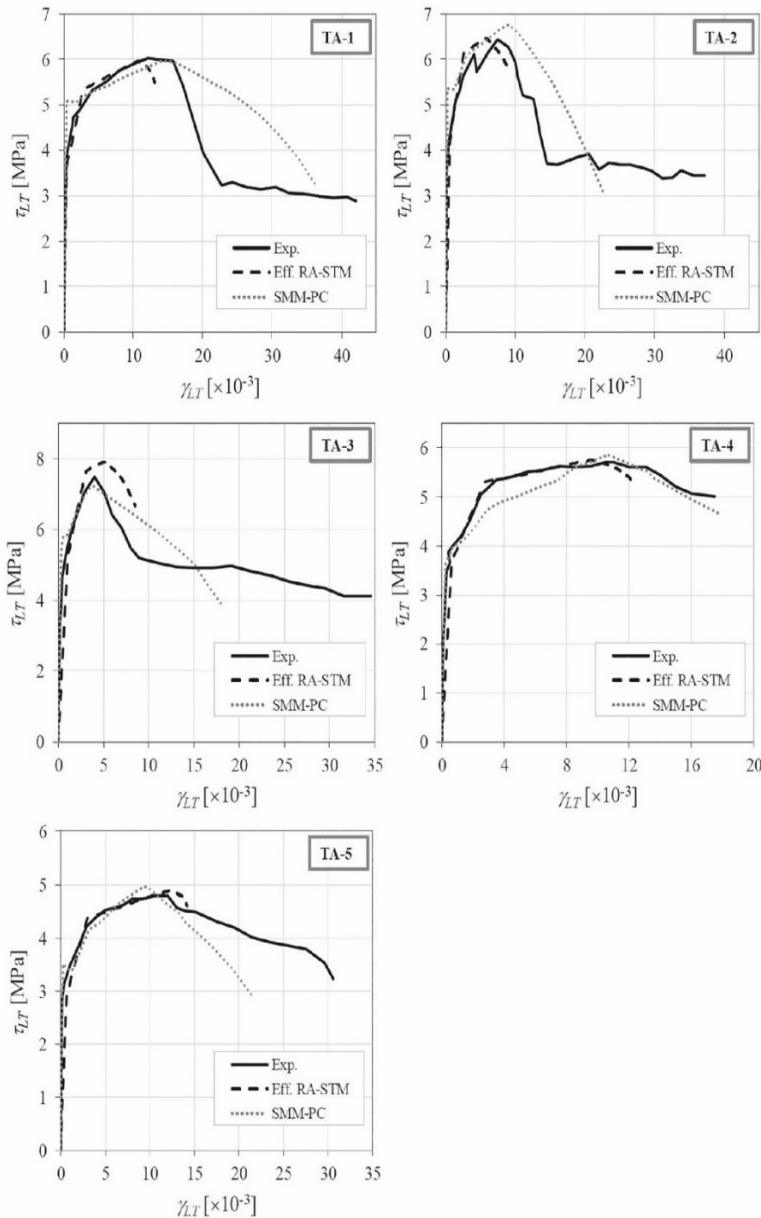 TA-1
7
6
5
4
3
2
1
0
τLT [MPa]
Exp.
Eff. RA-STM
SMM-PC
0 10 20 30 40
γLT [×10⁻³]
TA-2
7
6
5
4
3
2
1
0
τLT [MPa]
Exp.
Eff. RA-STM
SMM-PC
0 10 20 30 40
γLT [×10⁻³]
TA-3
8
6
4
2
0
τLT [MPa]
Exp.
Eff. RA-STM
SMM-PC
0 5 10 15 20 25 30 35
γLT [×10⁻³]
TA-4
6
5
4
3
2
1
0
τLT [MPa]
Exp.
Eff. RA-STM
SMM-PC
0 4 8 12 16 20
γLT [×10⁻³]
TA-5
6
5
4
3
2
1
0
τLT [MPa]
Exp.
Eff. RA-STM
SMM-PC
0 5 10 15 20 25 30 35
γLT [×10⁻³]